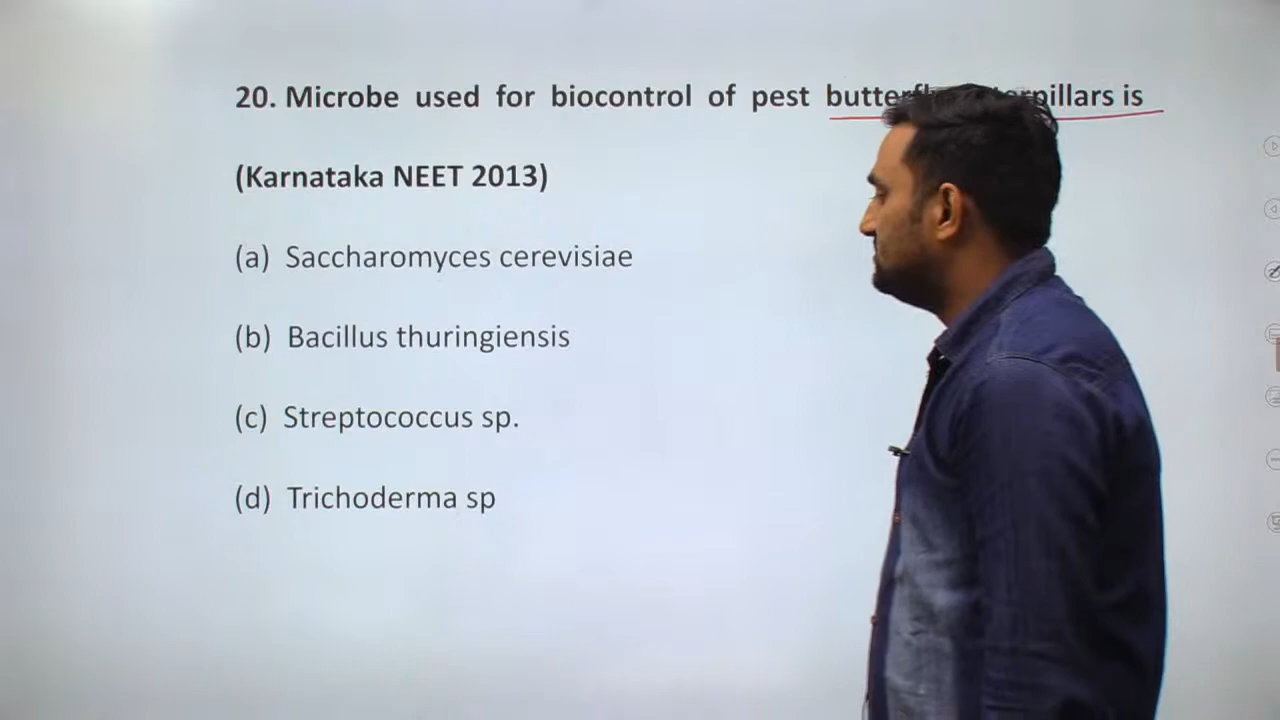 20. Microbe used for biocontrol of pest pillars is
(Karnataka NEET 2013)
(a) Saccharomyces cerevisiae
(b) Bacillus thuringiensis
(c) Streptococcus sp.
(d) Trichoderma sp